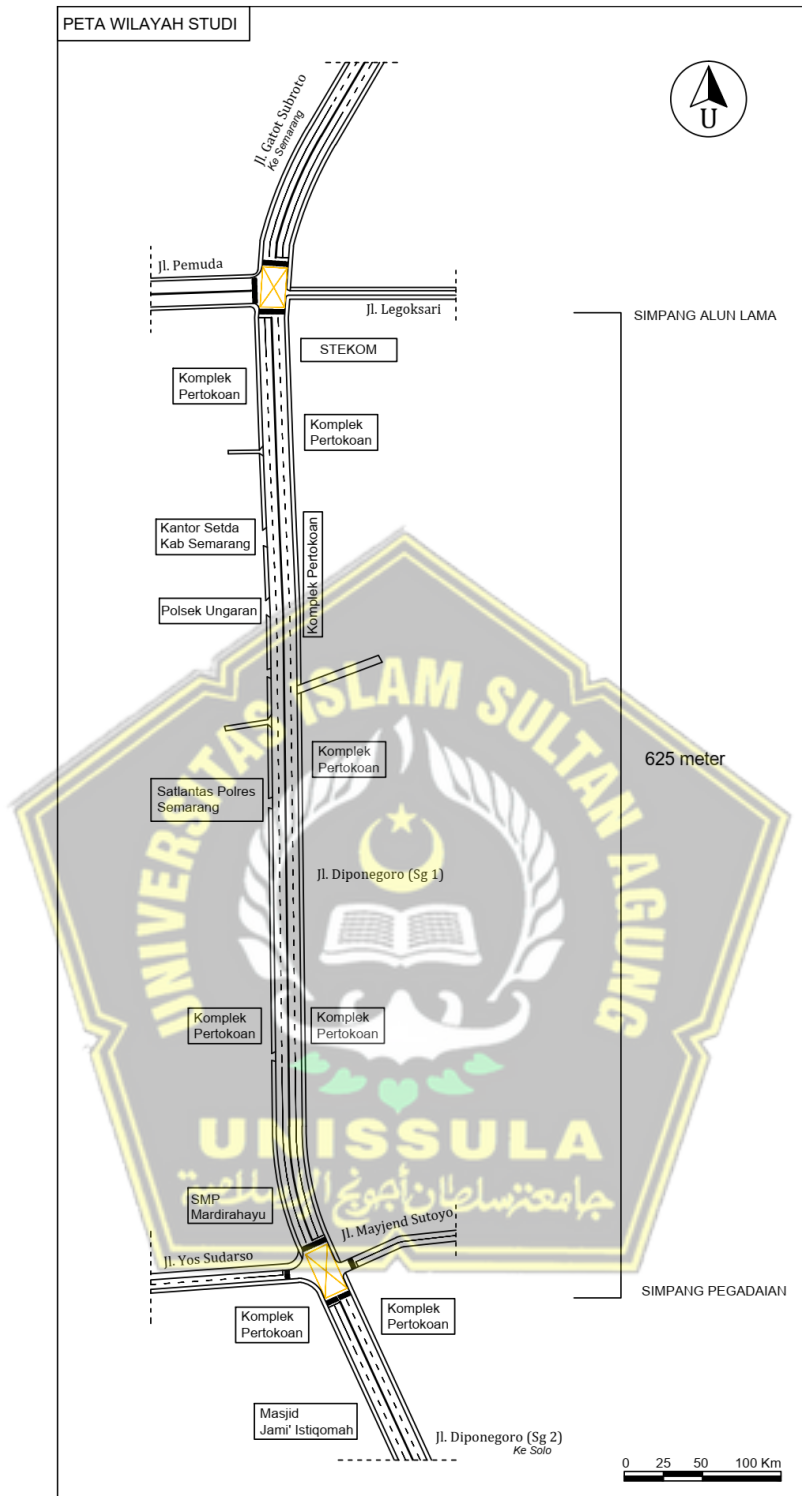 PETA WILAYAH STUDI
U
Jl. Gatot Subroto
Ke Semarang
Jl. Pemuda
Jl. Legoksari
SIMPANG ALUN LAMA
STEKOM
Komplek
Pertokoan
Komplek
Pertokoan
Kantor Setda
Kab Semarang
Komplek Pertokoan
Polsek Ungaran
Komplek
Pertokoan
625 meter
Satlantas Polres
Semarang
Jl. Diponegoro (Sg 1)
UNIVERSITAS ISLAM SULTAN AGUNG
Komplek
Pertokoan
Komplek
Pertokoan
UNISSULA
جامعة سلطان أجونج الإسلامية
SMP
Mardirahayu
Jl. Mayjend Sutoyo
Jl. Yos Sudarso
SIMPANG PEGADAIAN
Komplek
Pertokoan
Komplek
Pertokoan
Masjid
Jami' Istiqomah
Jl. Diponegoro (Sg 2)
Ke Solo
0 25 50 100 Km